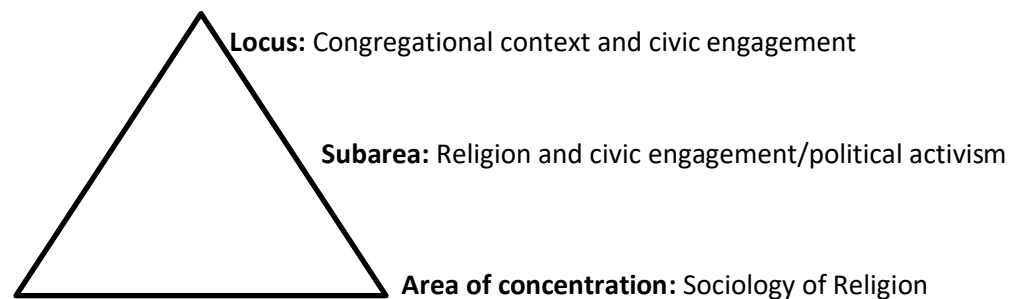 Locus: Congregational context and civic engagement
Subarea: Religion and civic engagement/political activism
Area of concentration: Sociology of Religion